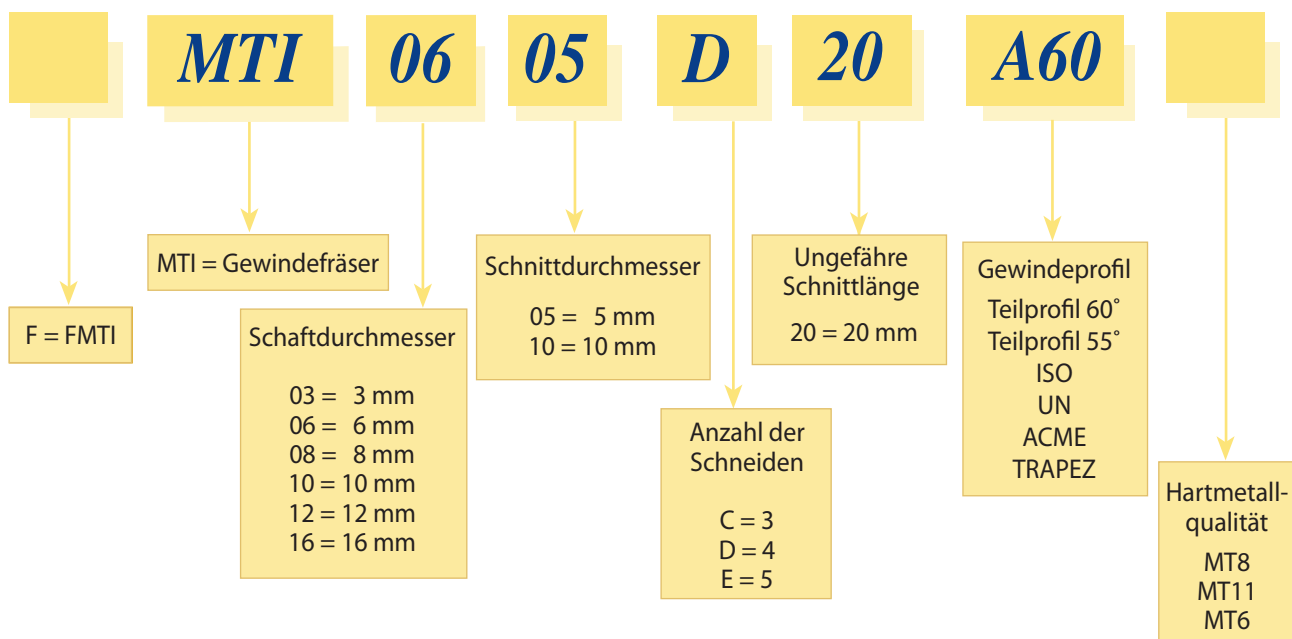 MTI 06 05 D 20 A60
F = FMTI
MTI = Gewindefräser
Schaftdurchmesser
03 = 3 mm
06 = 6 mm
08 = 8 mm
10 = 10 mm
12 = 12 mm
16 = 16 mm
Schnittdurchmesser
05 = 5 mm
10 = 10 mm
Anzahl der
Schneiden
C = 3
D = 4
E = 5
Ungefähre
Schnittlänge
20 = 20 mm
Gewindeprofil
Teilprofil 60°
Teilprofil 55°
ISO
UN
ACME
TRAPEZ
Hartmetall-
qualität
MT8
MT11
MT6